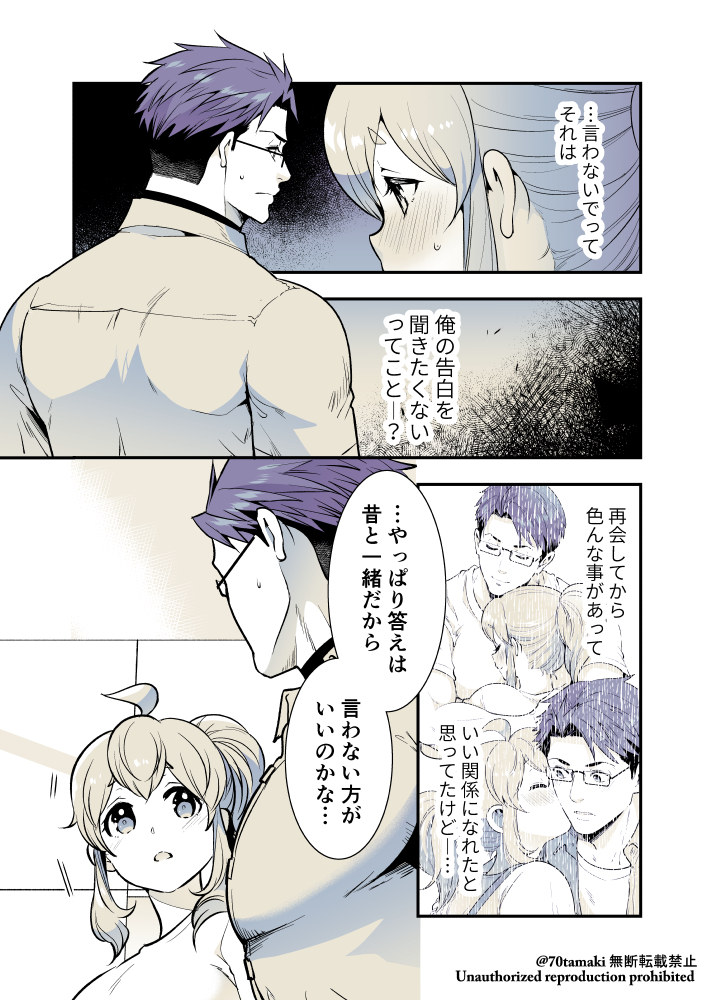 …言わないでって
それは
俺の告白を
聞きたくない
ってこと―？
再会してから
色んな事があって
いい関係になれたと
思ってたけど―…
…やっぱり答えは
昔と一緒だから
言わない方が
いいのかな…
@70tamaki 無断転載禁止
Unauthorized reproduction prohibited